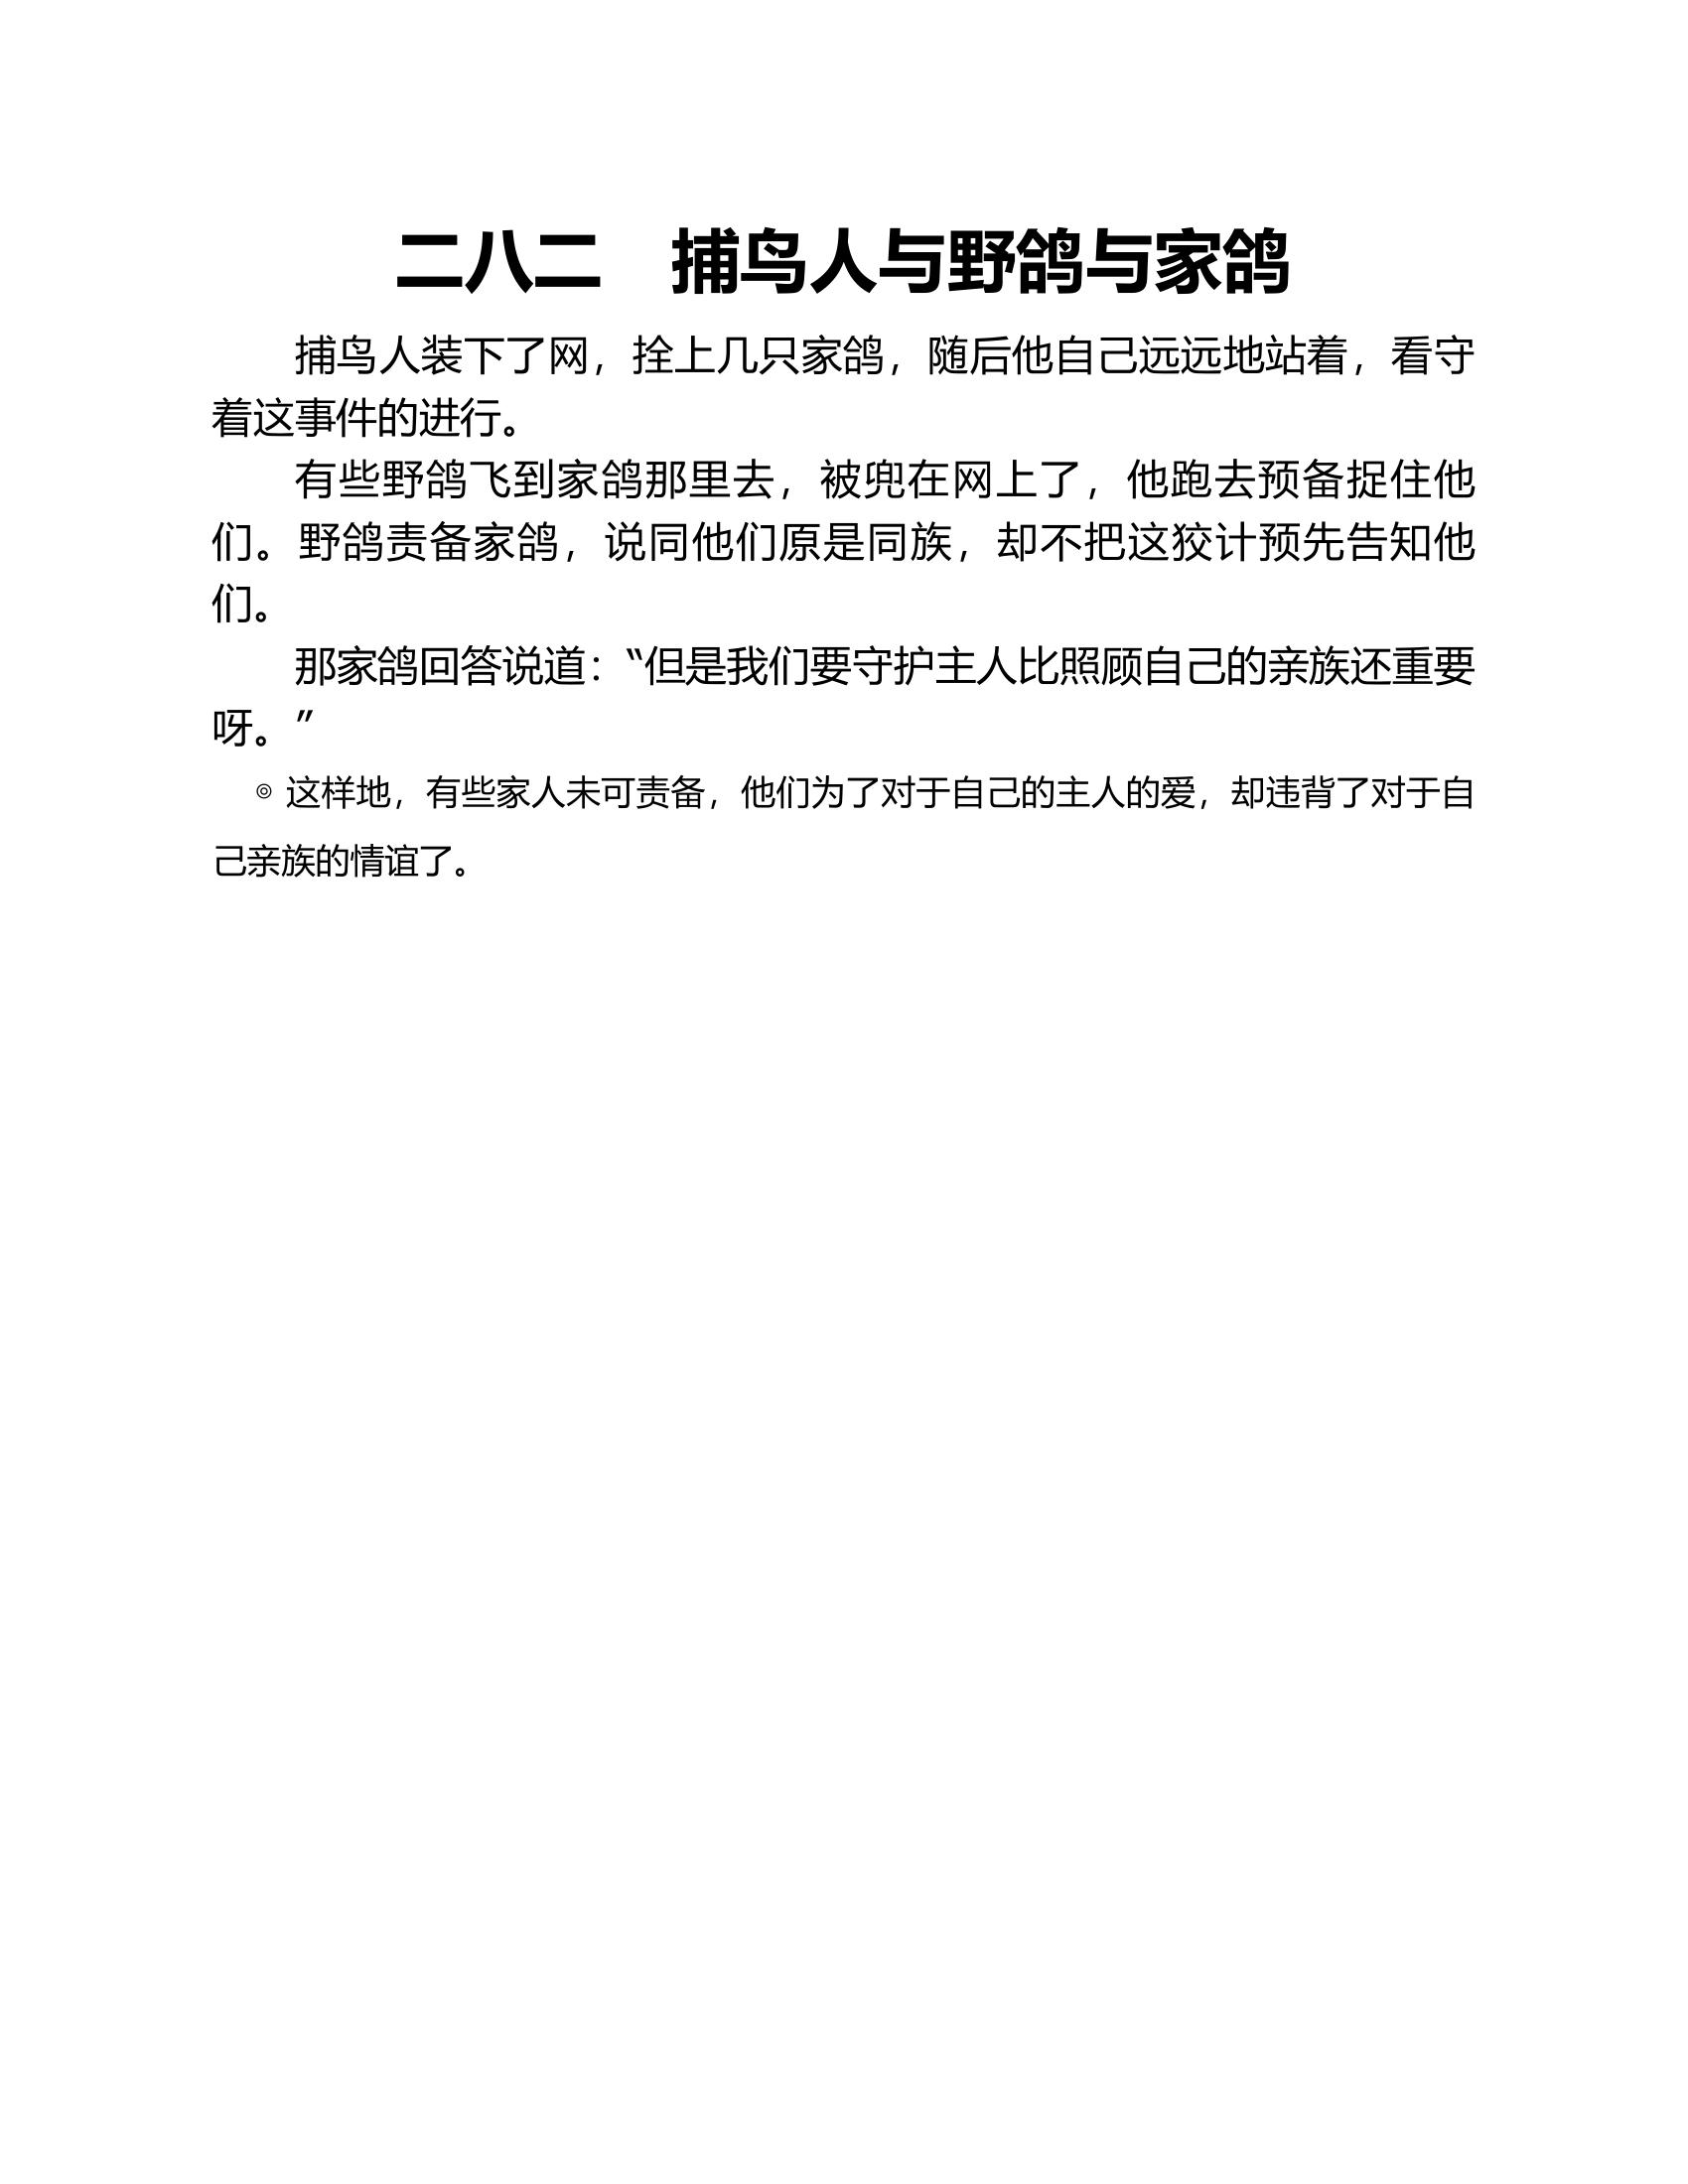 二八二　捕鸟人与野鸽与家鸽
捕鸟人装下了网，拴上几只家鸽，随后他自己远远地站着，看守
着这事件的进行。
有些野鸽飞到家鸽那里去，被兜在网上了，他跑去预备捉住他
们。野鸽责备家鸽，说同他们原是同族，却不把这狡计预先告知他
们。
那家鸽回答说道：“但是我们要守护主人比照顾自己的亲族还重要
呀。”
◎ 这样地，有些家人未可责备，他们为了对于自己的主人的爱，却违背了对于自
己亲族的情谊了。